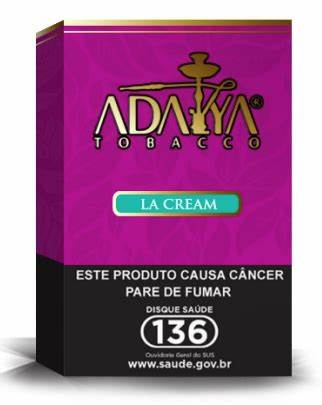 ADALYA®
TOBACCO
LA CREAM
ESTE PRODUTO CAUSA CÂNCER
PARE DE FUMAR
DISQUE SAÚDE
136
Ouvidoria Geral do SUS
www.saude.gov.br